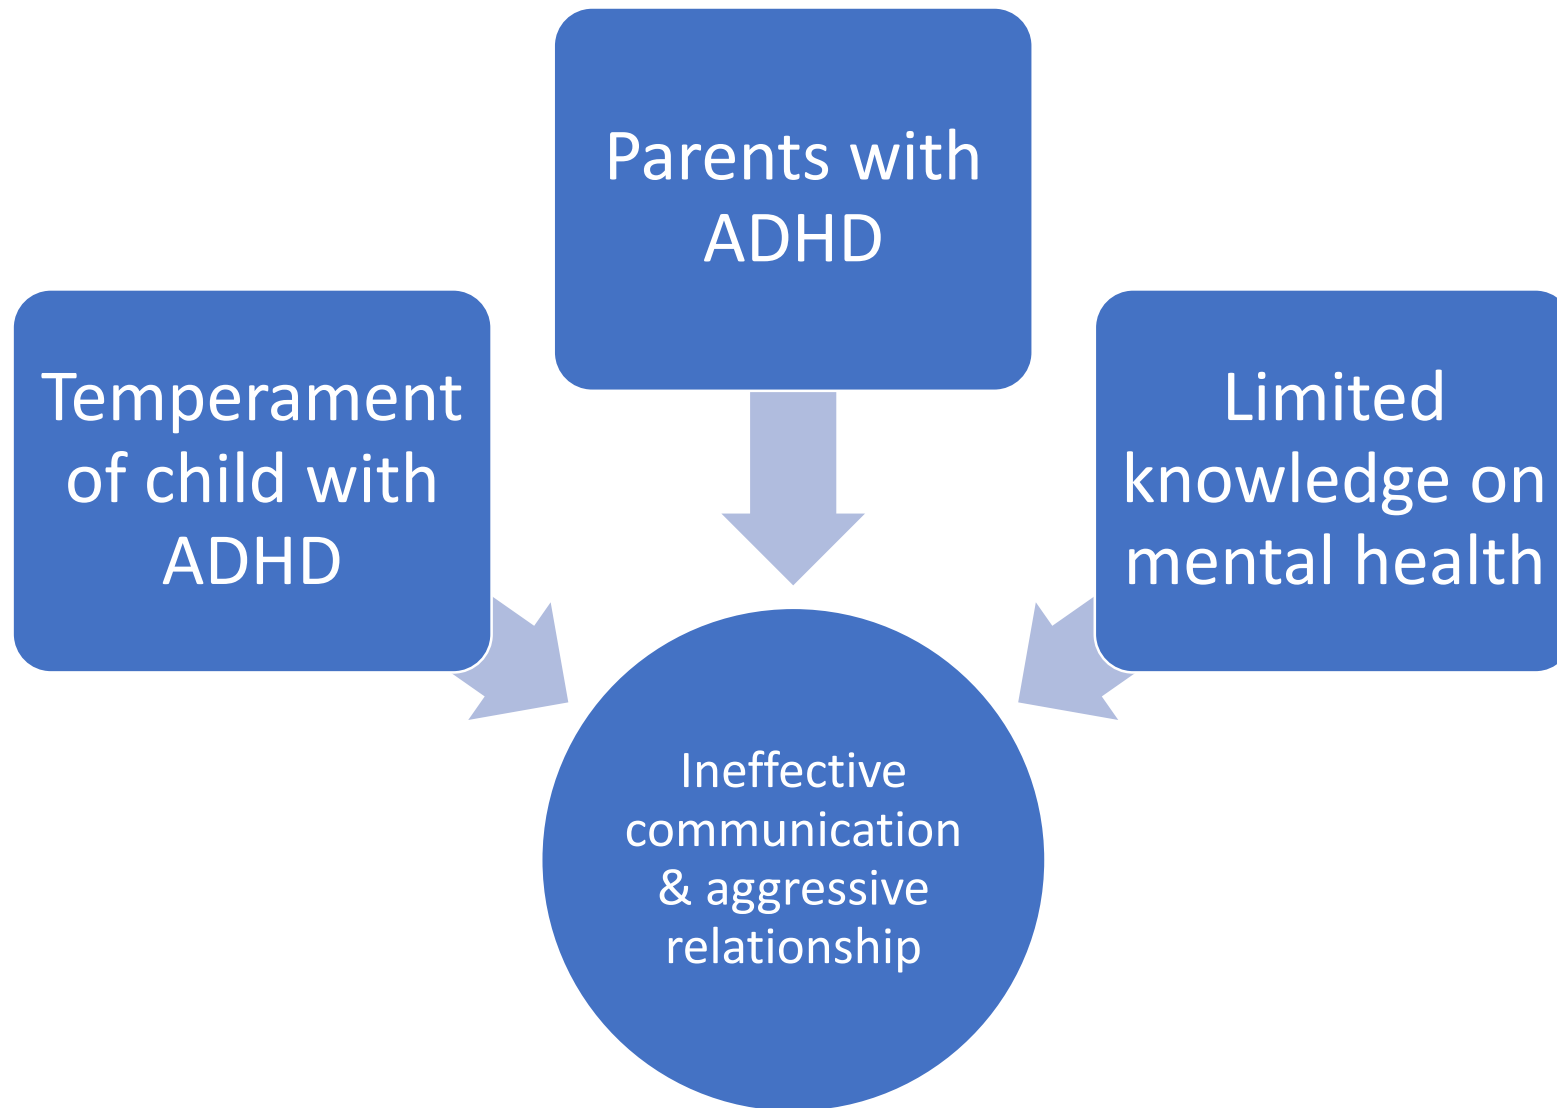 Parents with
ADHD
Temperament
of child with
ADHD
Limited
knowledge on
mental health
Ineffective
communication
& aggressive
relationship